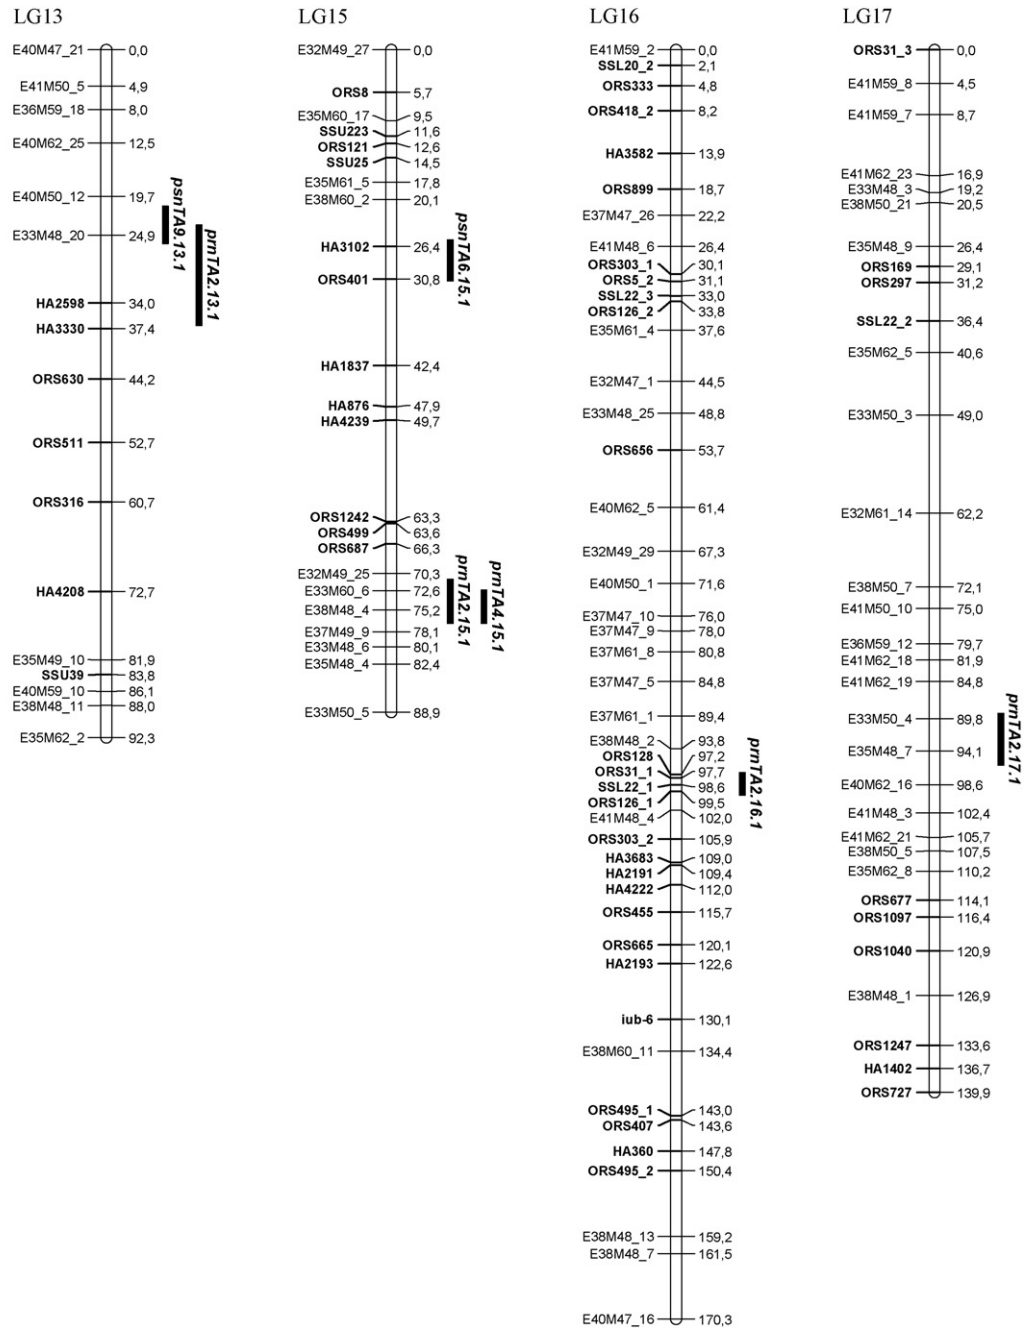 LG13
E40M47_21 0,0
E41M50_5 4,9
E36M59_18 8,0
E40M62_25 12,5
E40M50_12 19,7
E33M48_20 24,9
HA2598 34,0
HA3330 37,4
ORS630 44,2
ORS511 52,7
ORS316 60,7
HA4208 72,7
E35M49_10 81,9
SSU39 83,8
E40M59_10 86,1
E38M48_11 88,0
E35M62_2 92,3
psnTA9.13.1
prnTA2.13.1
LG15
E32M49_27 0,0
ORS8 5,7
E35M60_17 9,5
SSU223 11,6
ORS121 12,6
SSU25 14,5
E35M61_5 17,8
E38M60_2 20,1
HA3102 26,4
ORS401 30,8
HA1837 42,4
HA876 47,9
HA4239 49,7
ORS1242 63,3
ORS499 63,6
ORS687 66,3
E32M49_25 70,3
E33M60_6 72,6
E38M48_4 75,2
E37M49_9 78,1
E33M48_6 80,1
E35M48_4 82,4
E33M50_5 88,9
psnTA6.15.1
prnTA2.15.1
prnTA4.15.1
LG16
E41M59_2 0,0
SSL20_2 2,1
ORS333 4,8
ORS418_2 8,2
HA3582 13,9
ORS899 18,7
E37M47_26 22,2
E41M48_6 26,4
ORS303_1 30,1
ORS5_2 31,1
SSL22_3 33,0
ORS126_2 33,8
E35M61_4 37,6
E32M47_1 44,5
E33M48_25 48,8
ORS656 53,7
E40M62_5 61,4
E32M49_29 67,3
E40M50_1 71,6
E37M47_10 76,0
E37M47_9 78,0
E37M61_8 80,8
E37M47_5 84,8
E37M61_1 89,4
E38M48_2 93,8
ORS128 97,2
ORS31_1 97,7
SSL22_1 98,6
ORS126_1 99,5
E41M48_4 102,0
ORS303_2 105,9
HA3683 109,0
HA2191 109,4
HA4222 112,0
ORS455 115,7
ORS665 120,1
HA2193 122,6
iub-6 130,1
E38M60_11 134,4
ORS495_1 143,0
ORS407 143,6
HA360 147,8
ORS495_2 150,4
E38M48_13 159,2
E38M48_7 161,5
E40M47_16 170,3
prnTA2.16.1
LG17
ORS31_3 0,0
E41M59_8 4,5
E41M59_7 8,7
E41M62_23 16,9
E33M48_3 19,2
E38M50_21 20,5
E35M48_9 26,4
ORS169 29,1
ORS297 31,2
SSL22_2 36,4
E35M62_5 40,6
E33M50_3 49,0
E32M61_14 62,2
E38M50_7 72,1
E41M50_10 75,0
E36M59_12 79,7
E41M62_18 81,9
E41M62_19 84,8
E33M50_4 89,8
E35M48_7 94,1
E40M62_16 98,6
E41M48_3 102,4
E41M62_21 105,7
E38M50_5 107,5
E35M62_8 110,2
ORS677 114,1
ORS1097 116,4
ORS1040 120,9
E38M48_1 126,9
ORS1247 133,6
HA1402 136,7
ORS727 139,9
prnTA2.17.1